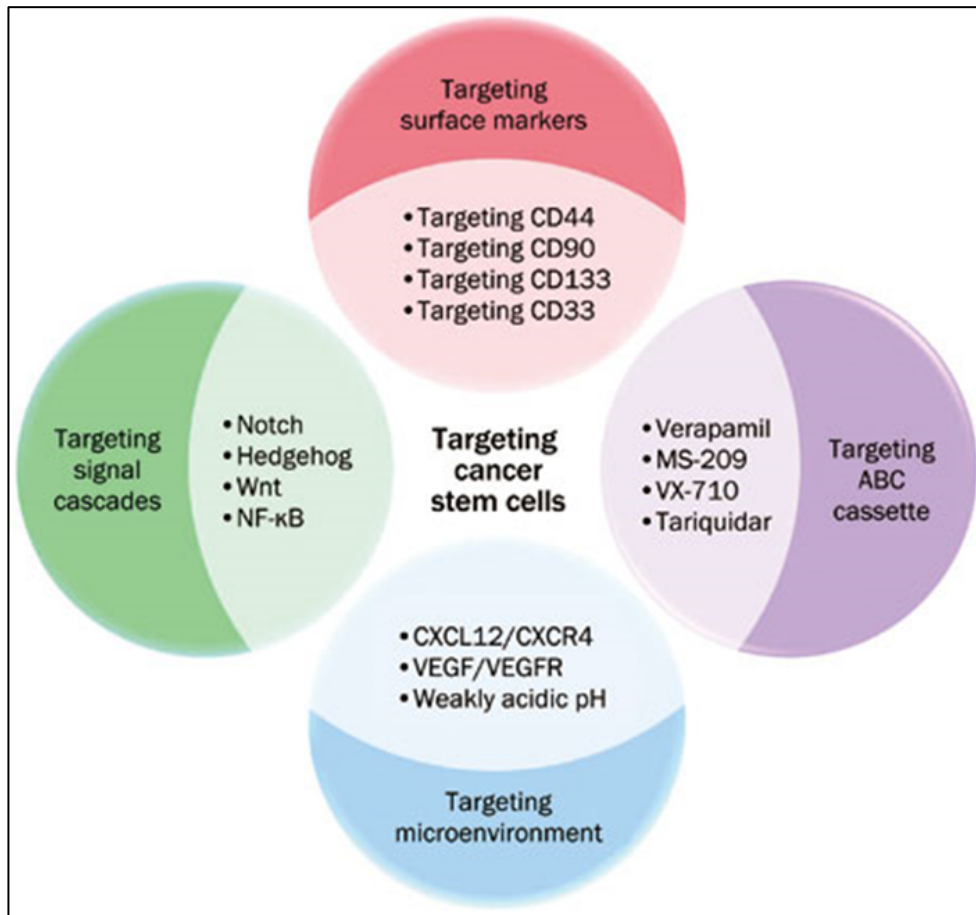 Targeting
surface markers
• Targeting CD44
• Targeting CD90
• Targeting CD133
• Targeting CD33
Targeting
signal
cascades
• Notch
• Hedgehog
• Wnt
• NF-κB
Targeting
cancer
stem cells
• Verapamil
• MS-209
• VX-710
• Tariquidar
Targeting
ABC
cassette
• CXCL12/CXCR4
• VEGF/VEGFR
• Weakly acidic pH
Targeting
microenvironment